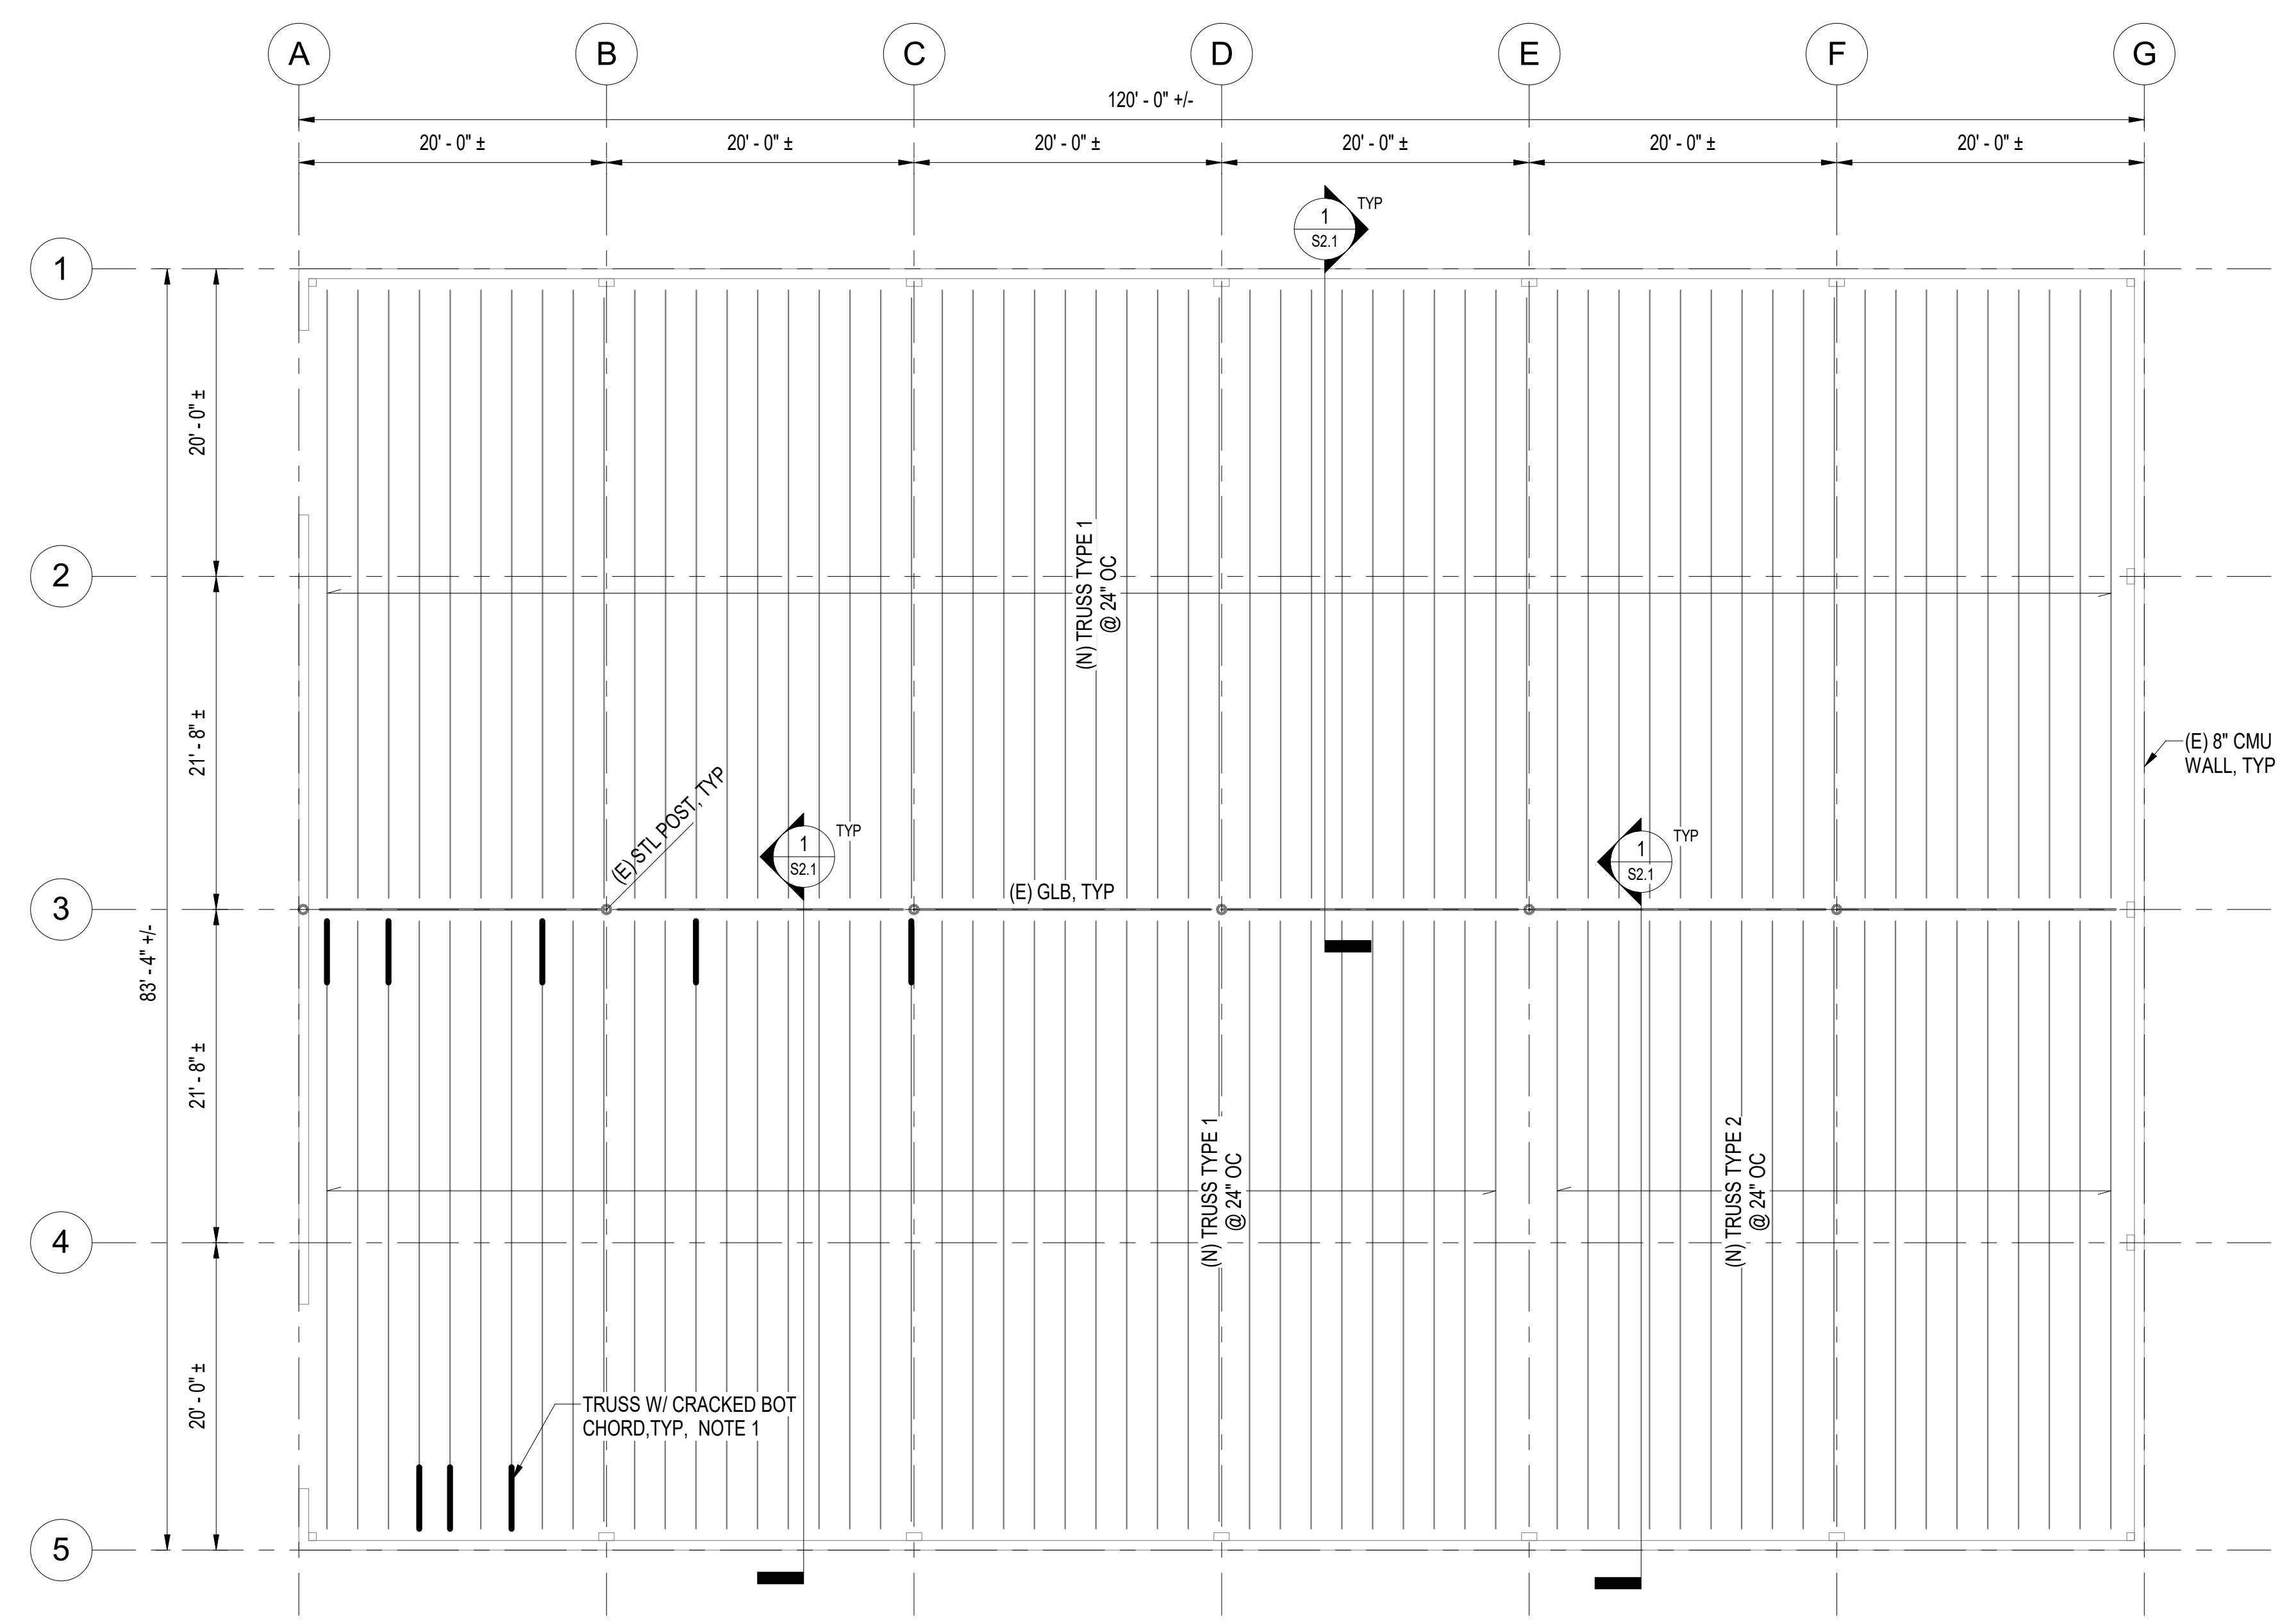 A
B
C
D
E
F
G
120' - 0" +/-
20' - 0" ±
20' - 0" ±
20' - 0" ±
20' - 0" ±
20' - 0" ±
20' - 0" ±
1
S2.1
TYP
1
2
3
4
5
20' - 0" ±
21' - 8" ±
21' - 8" ±
20' - 0" ±
83' - 4" +/-
(N) TRUSS TYPE 1
@ 24" OC
(E) 8" CMU
WALL, TYP
(E) STL POST, TYP
1
S2.1
TYP
(E) GLB, TYP
1
S2.1
TYP
(N) TRUSS TYPE 1
@ 24" OC
(N) TRUSS TYPE 2
@ 24" OC
TRUSS W/ CRACKED BOT
CHORD,TYP, NOTE 1